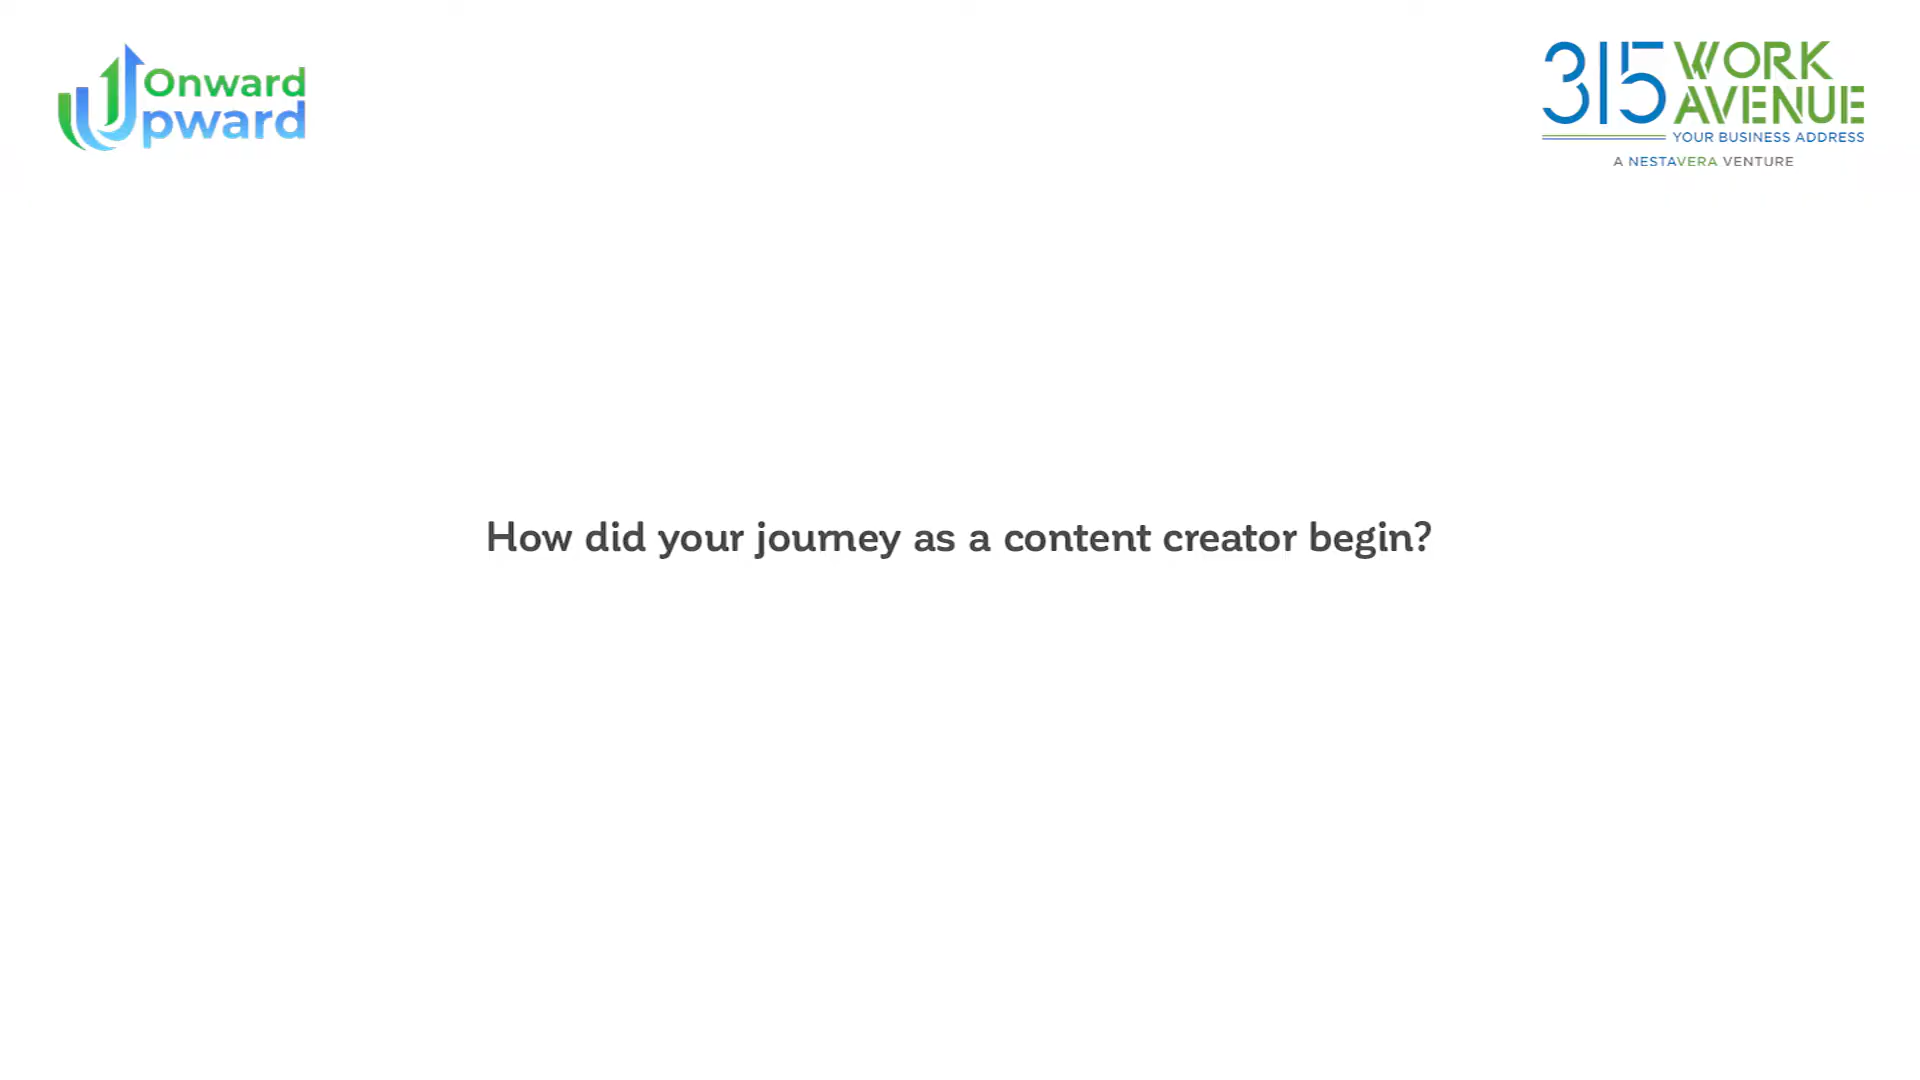 Onward
Upward
315 WORK
AVENUE
YOUR BUSINESS ADDRESS
A NESTAVERA VENTURE
How did your journey as a content creator begin?